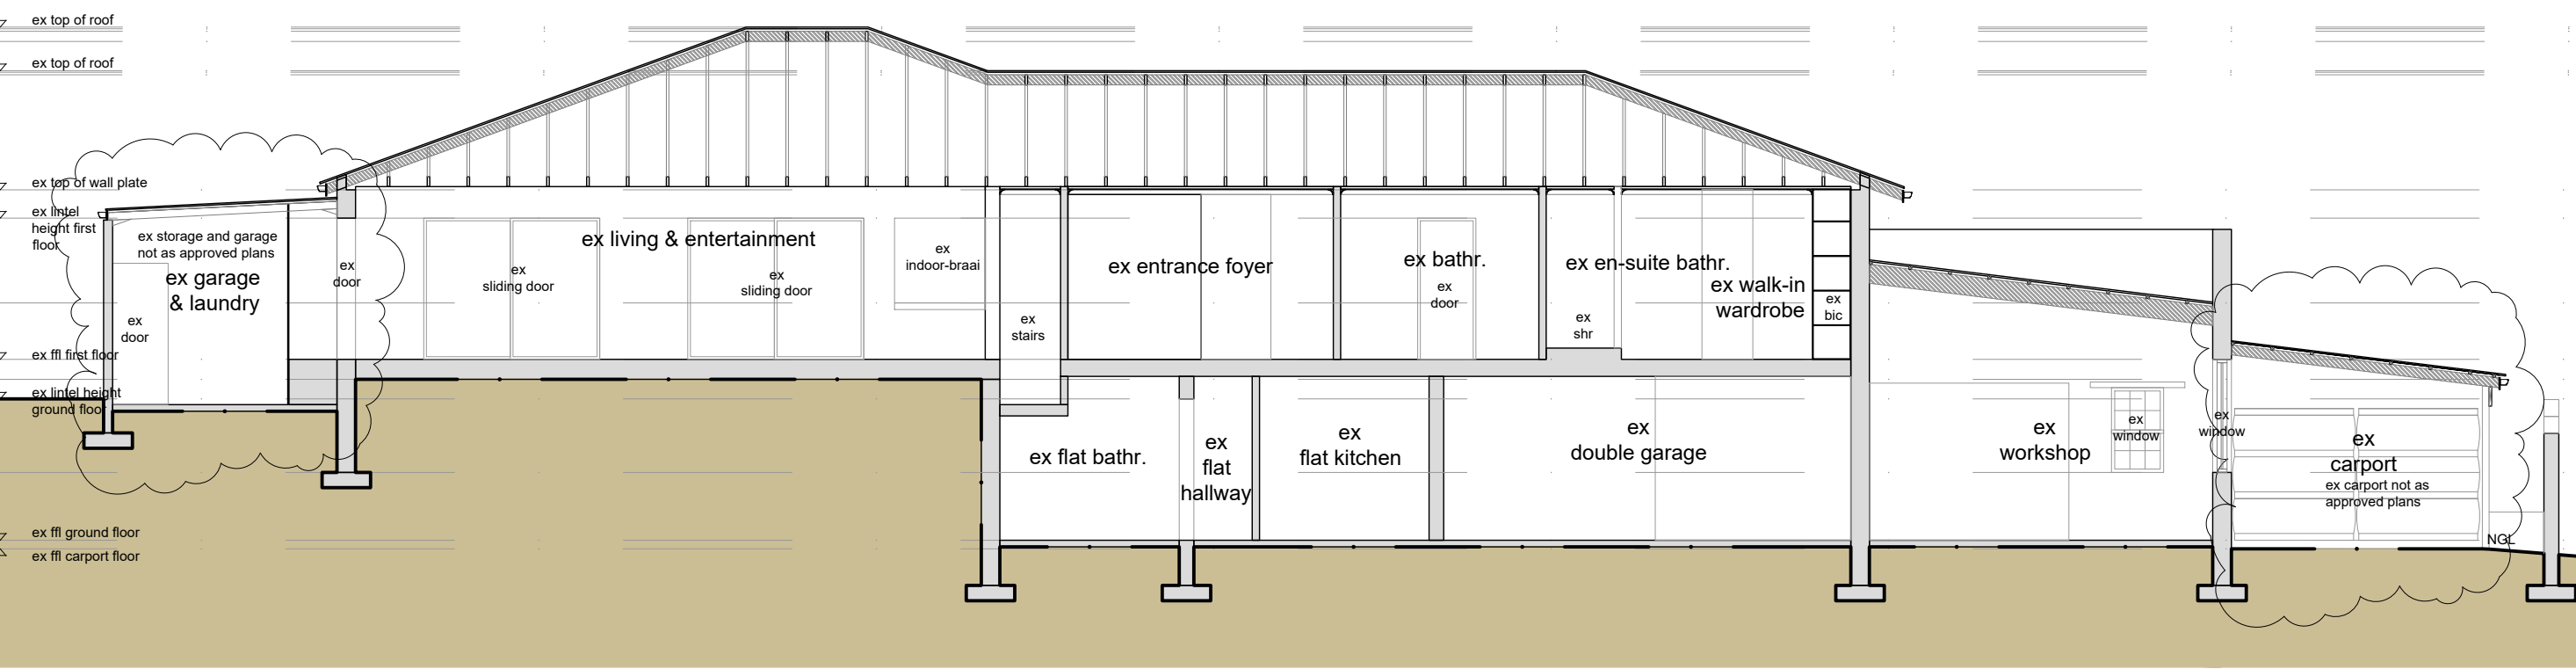 ex top of roof
ex top of roof
ex top of wall plate
ex lintel
height first
floor
ex ffl first floor
ex lintel height
ground floor
ex ffl ground floor
ex ffl carport floor
ex storage and garage
not as approved plans
ex garage
& laundry
ex
door
ex
door
ex living & entertainment
ex
sliding door
ex
sliding door
ex
indoor-braai
ex
stairs
ex entrance foyer
ex bathr.
ex
door
ex en-suite bathr.
ex
shr
ex walk-in
wardrobe
ex
bic
ex flat bathr.
ex
flat
hallway
ex
flat kitchen
ex
double garage
ex
workshop
ex
window
ex
window
ex
carport
ex carport not as
approved plans
NGL